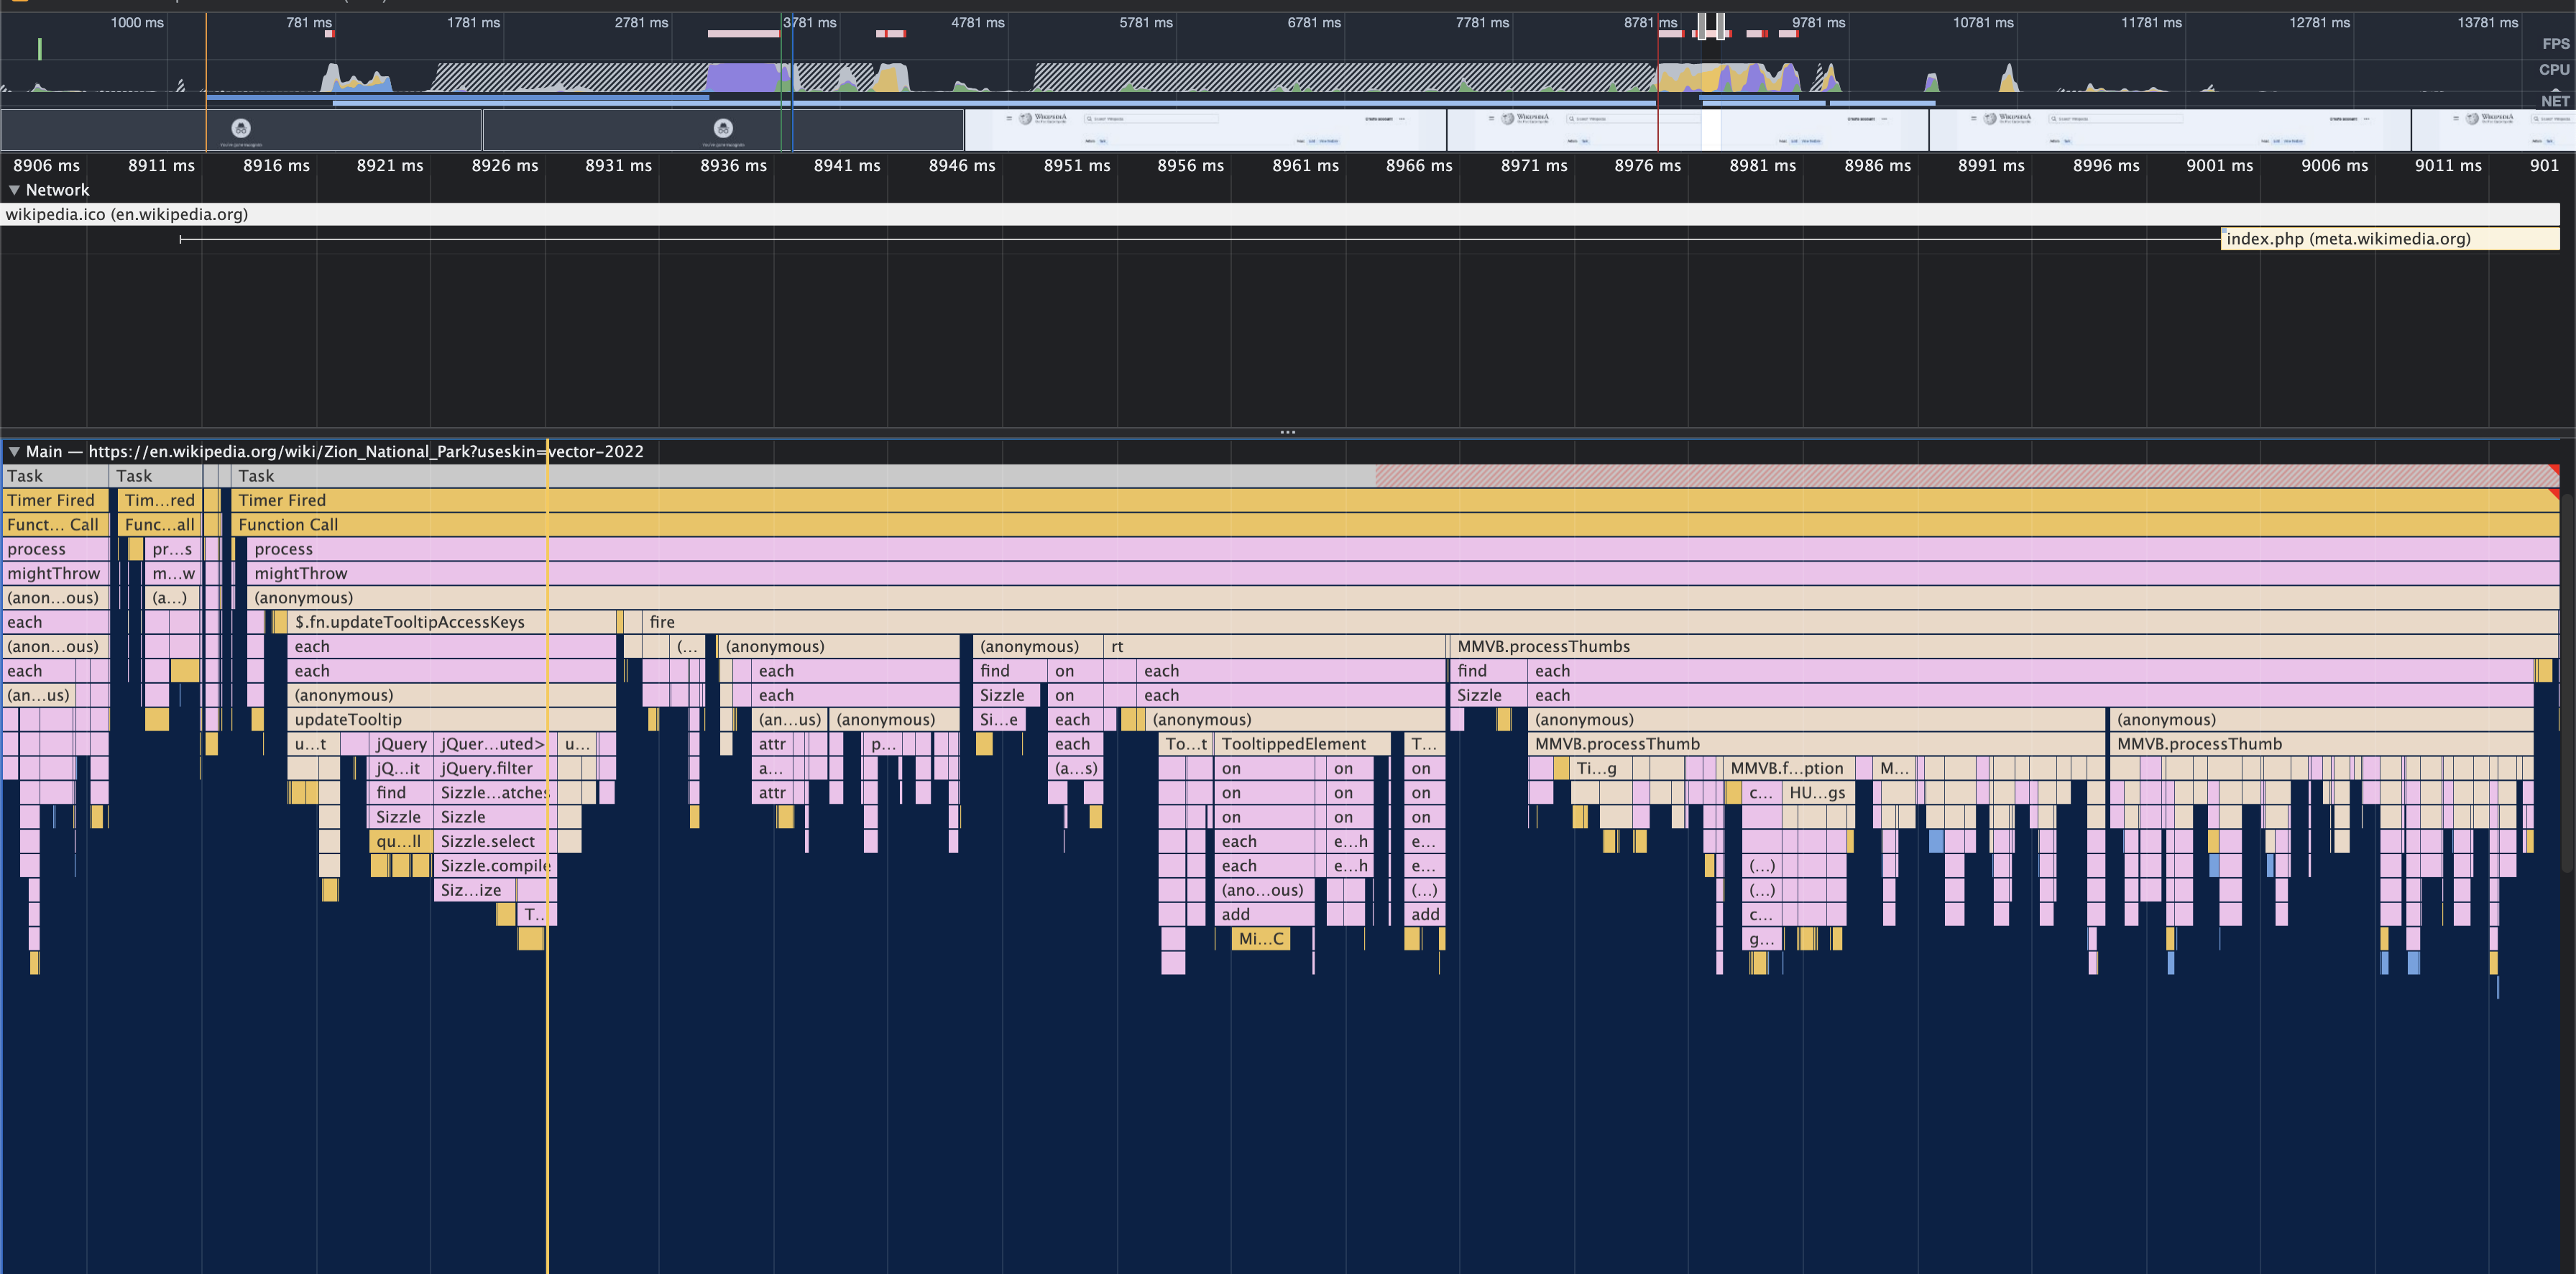 1000 ms 781 ms 1781 ms 2781 ms 3781 ms 4781 ms 5781 ms 6781 ms 7781 ms 8781 ms 9781 ms 10781 ms 11781 ms 12781 ms 13781 ms
FPS
CPU
NET
8906 ms 8911 ms 8916 ms 8921 ms 8926 ms 8931 ms 8936 ms 8941 ms 8946 ms 8951 ms 8956 ms 8961 ms 8966 ms 8971 ms 8976 ms 8981 ms 8986 ms 8991 ms 8996 ms 9001 ms 9006 ms 9011 ms 901
Network
wikipedia.ico (en.wikipedia.org)
index.php (meta.wikimedia.org)
Main — https://en.wikipedia.org/wiki/Zion_National_Park?useskin=vector-2022
Task Task Task
Timer Fired Tim…red Timer Fired
Funct… Call Func…all Function Call
process pr…s process
mightThrow m…w mightThrow
(anon…ous) (a…) (anonymous)
each $.fn.updateTooltipAccessKeys fire
(anon…ous) each (… (anonymous) (anonymous) rt MMVB.processThumbs
each each each find on each find each
(an…us) (anonymous) each Sizzle on each Sizzle each
updateTooltip (an…us) (anonymous) Si…e each (anonymous) (anonymous) (anonymous)
u…t jQuery jQuer…uted> u… attr p… each To…t TooltippedElement T… MMVB.processThumb MMVB.processThumb
jQ…it jQuery.filter a… (a…s) on on on Ti…g MMVB.f…ption M…
find Sizzle…atches attr on on on c… HU…gs
Sizzle Sizzle on on on
qu…ll Sizzle.select each e…h e…
Sizzle.compile each e…h e… (…)
Siz…ize (ano…ous) (…) (…)
T… add add c…
Mi…C g…